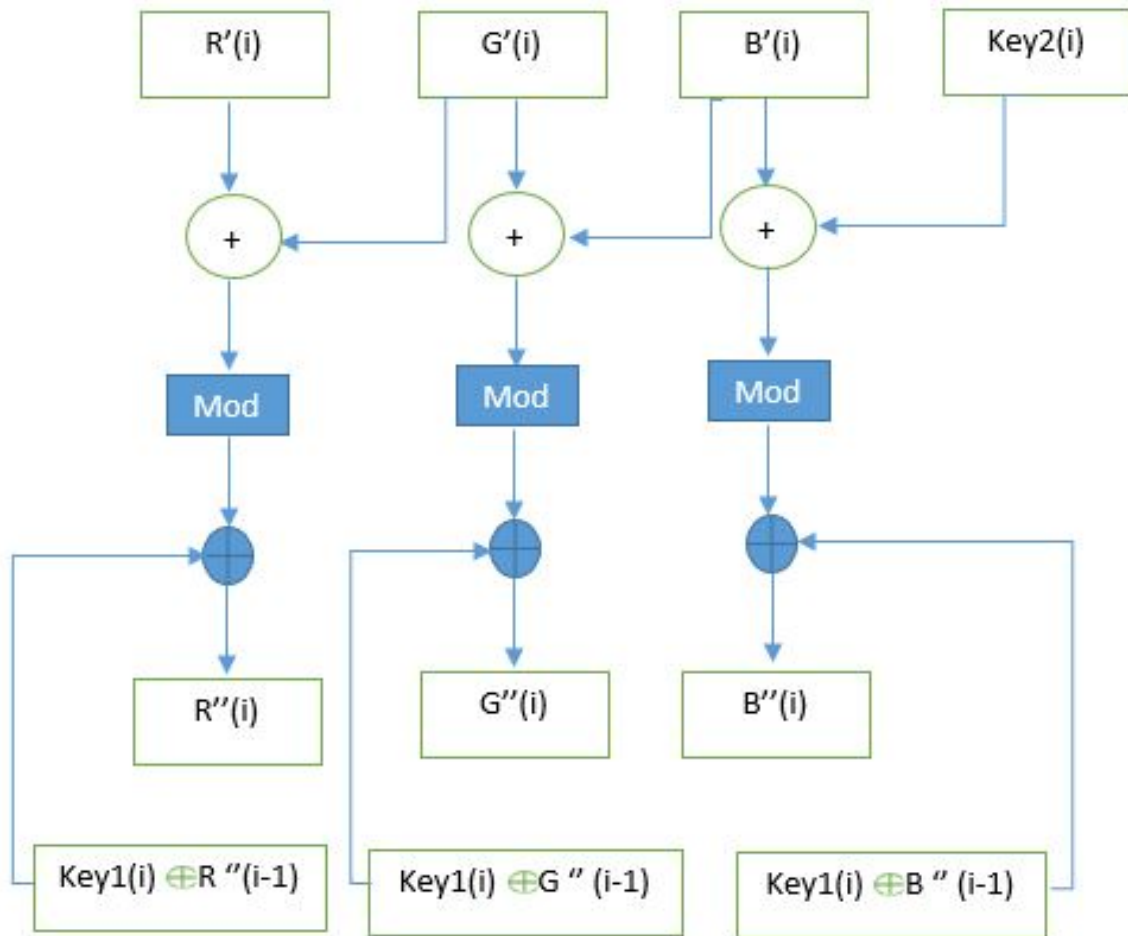 R’(i)
G’(i)
B’(i)
Key2(i)
+
+
+
Mod
Mod
Mod
R’’(i)
G’’(i)
B’’(i)
Key1(i) ⊕R ’’(i-1)
Key1(i) ⊕G ’’ (i-1)
Key1(i) ⊕B ’’ (i-1)